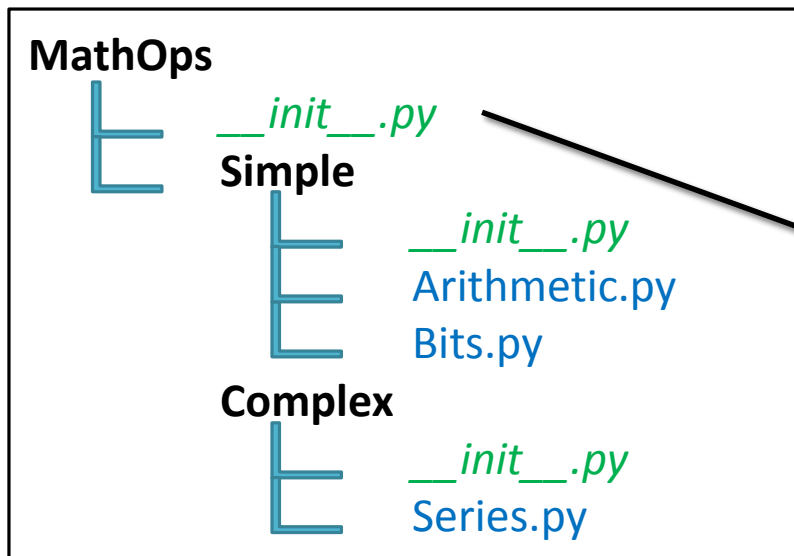 MathOps
__init__.py
Simple
__init__.py
Arithmetic.py
Bits.py
Complex
__init__.py
Series.py